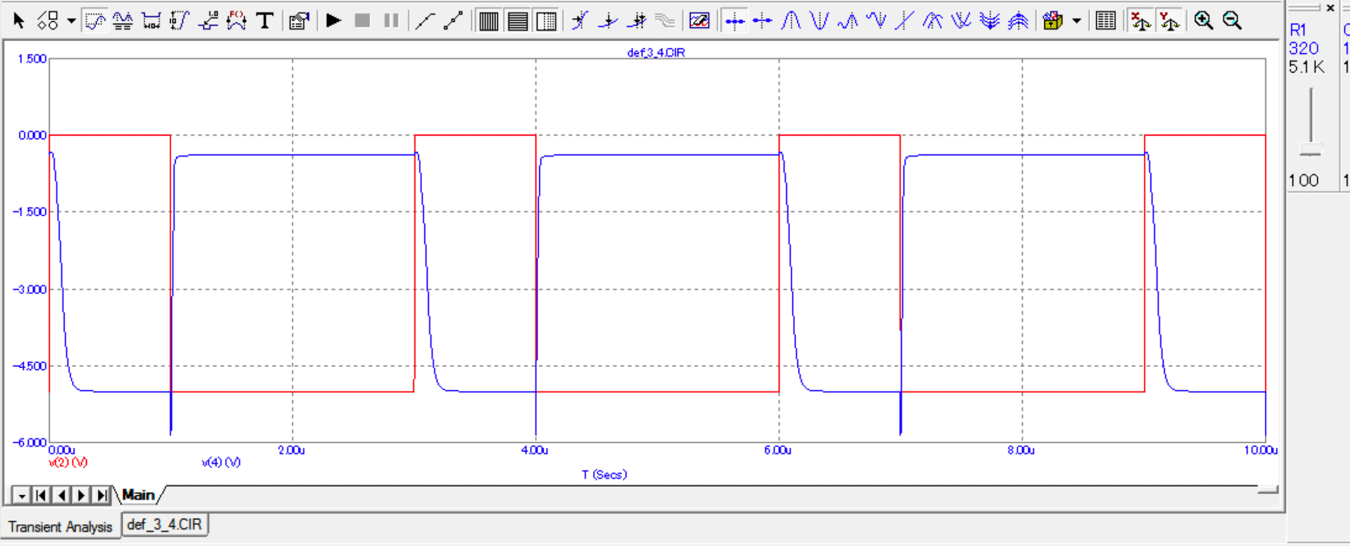 T
def_3_4.CIR
R1
320
5.1K
100
1.500
0.000
-1.500
-3.000
-4.500
-6.000
0.00u 2.00u 4.00u 6.00u 8.00u 10.00u
v(2) (V) v(4) (V)
T (Secs)
Main
Transient Analysis def_3_4.CIR